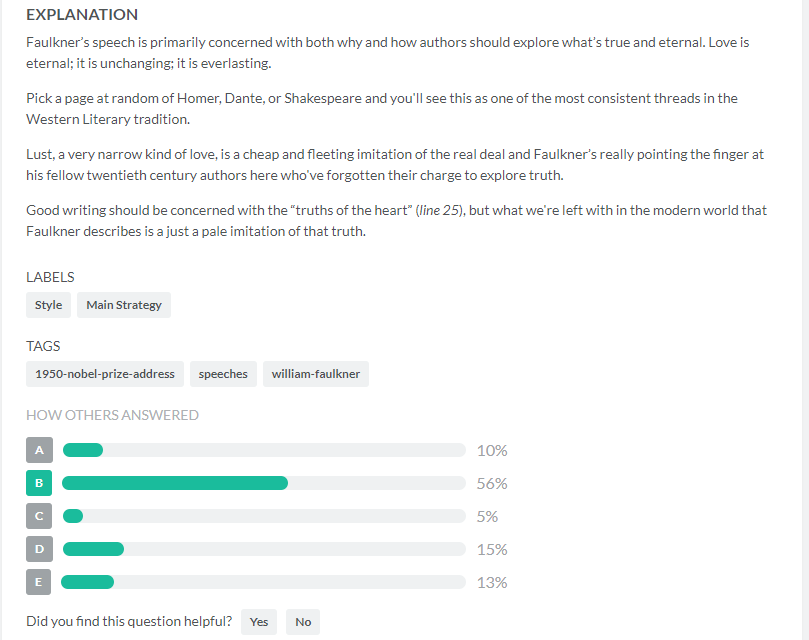 EXPLANATION
Faulkner's speech is primarily concerned with both why and how authors should explore what's true and eternal. Love is
eternal; it is unchanging; it is everlasting.
Pick a page at random of Homer, Dante, or Shakespeare and you'll see this as one of the most consistent threads in the
Western Literary tradition.
Lust, a very narrow kind of love, is a cheap and fleeting imitation of the real deal and Faulkner's really pointing the finger at
his fellow twentieth century authors here who've forgotten their charge to explore truth.
Good writing should be concerned with the “truths of the heart” (line 25), but what we're left with in the modern world that
Faulkner describes is a just a pale imitation of that truth.
LABELS
Style Main Strategy
TAGS
1950-nobel-prize-address speeches william-faulkner
HOW OTHERS ANSWERED
A 10%
B 56%
C 5%
D 15%
E 13%
Did you find this question helpful? Yes No